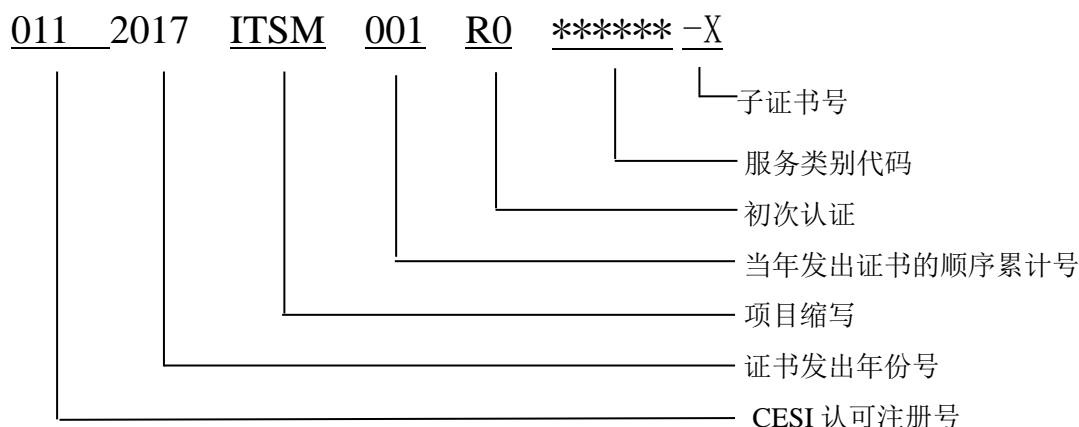 011 2017 ITSM 001 R0 ****** -X
子证书号
服务类别代码
初次认证
当年发出证书的顺序累计号
项目缩写
证书发出年份号
CESI 认可注册号